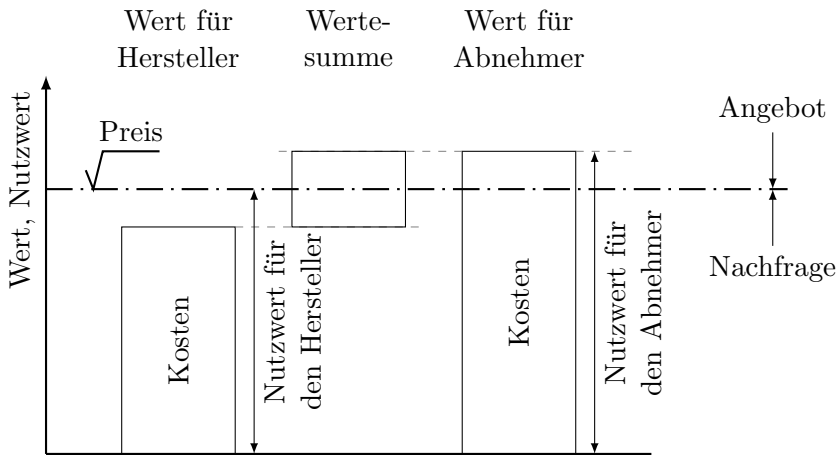 Wert für
Hersteller
Werte-
summe
Wert für
Abnehmer
Preis
Angebot
Wert, Nutzwert
Nachfrage
Kosten
Nutzwert für
den Hersteller
Kosten
Nutzwert für
den Abnehmer